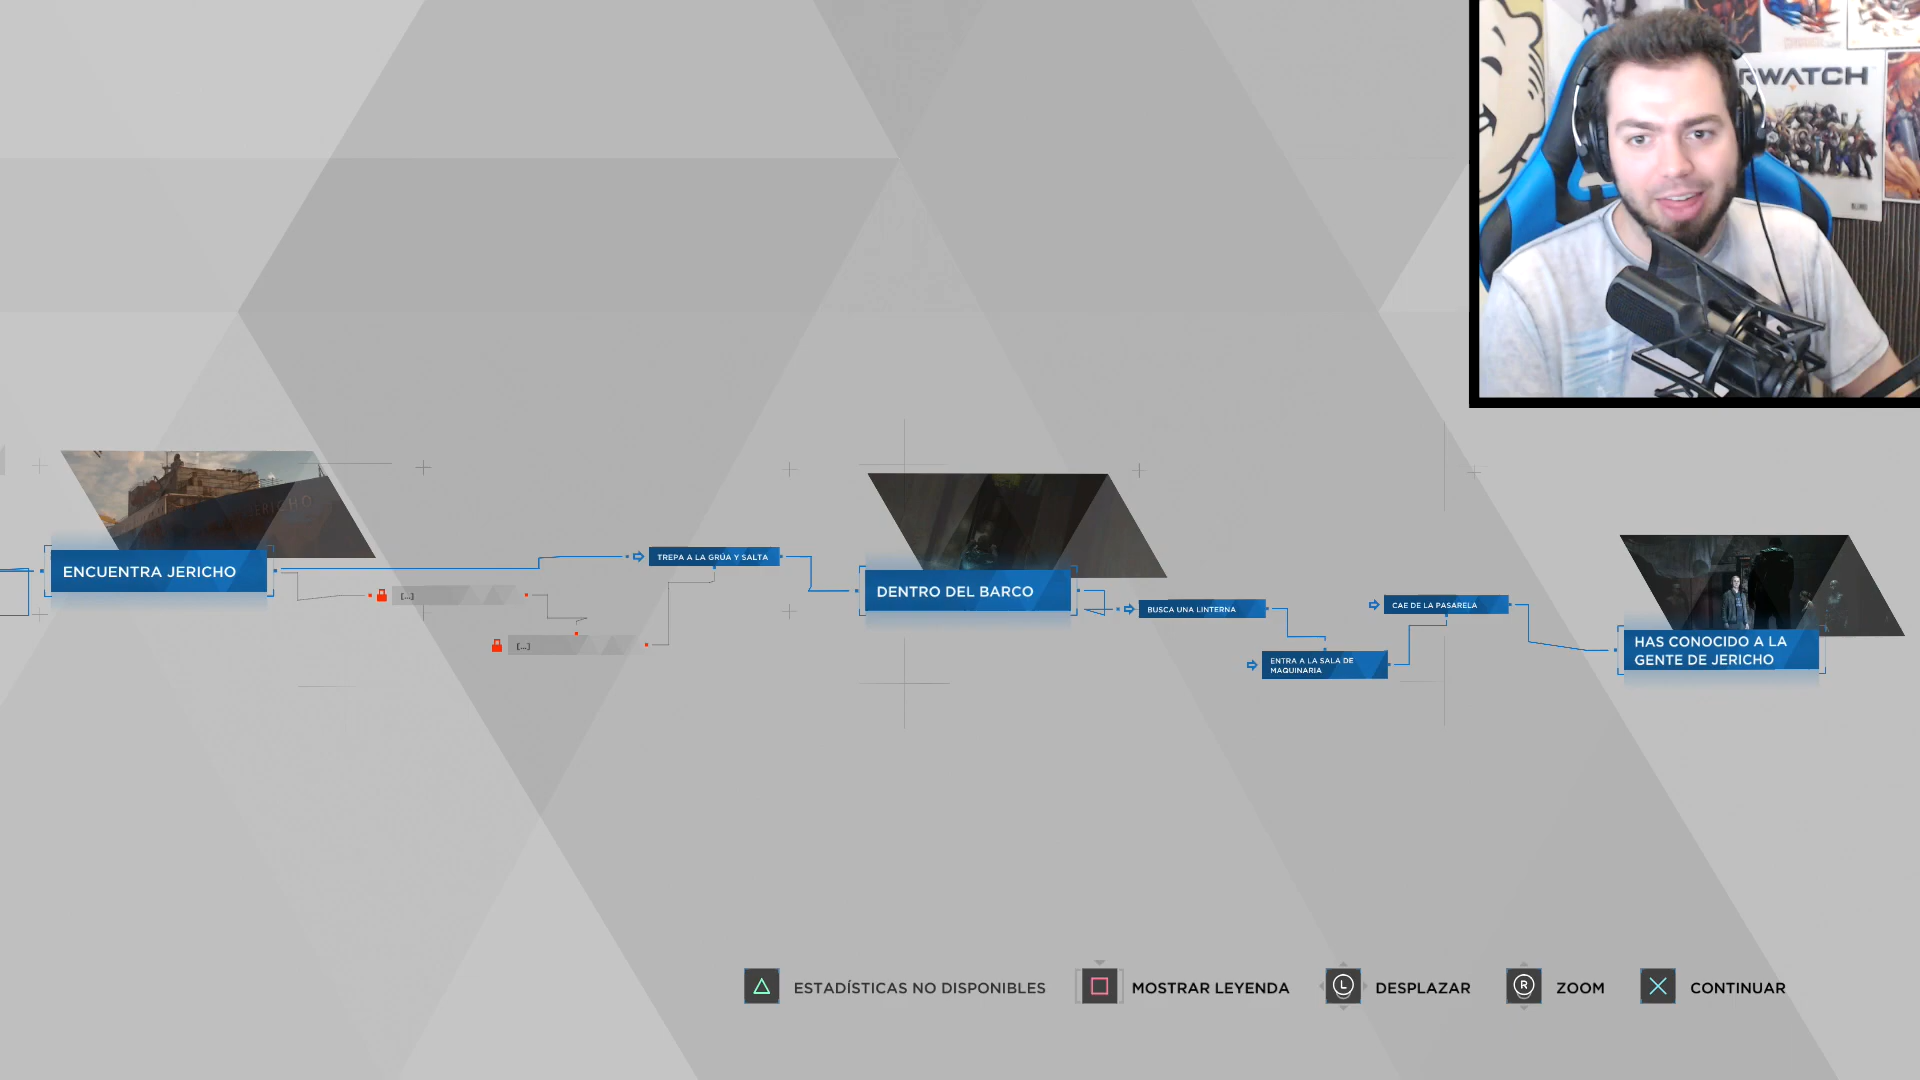 RWATCH
JERICHO
ENCUENTRA JERICHO
[...]
[...]
TREPA A LA GRÚA Y SALTA
DENTRO DEL BARCO
BUSCA UNA LINTERNA
ENTRA A LA SALA DE
MAQUINARIA
CAE DE LA PASARELA
HAS CONOCIDO A LA
GENTE DE JERICHO
ESTADÍSTICAS NO DISPONIBLES
MOSTRAR LEYENDA
L
DESPLAZAR
R
ZOOM
CONTINUAR